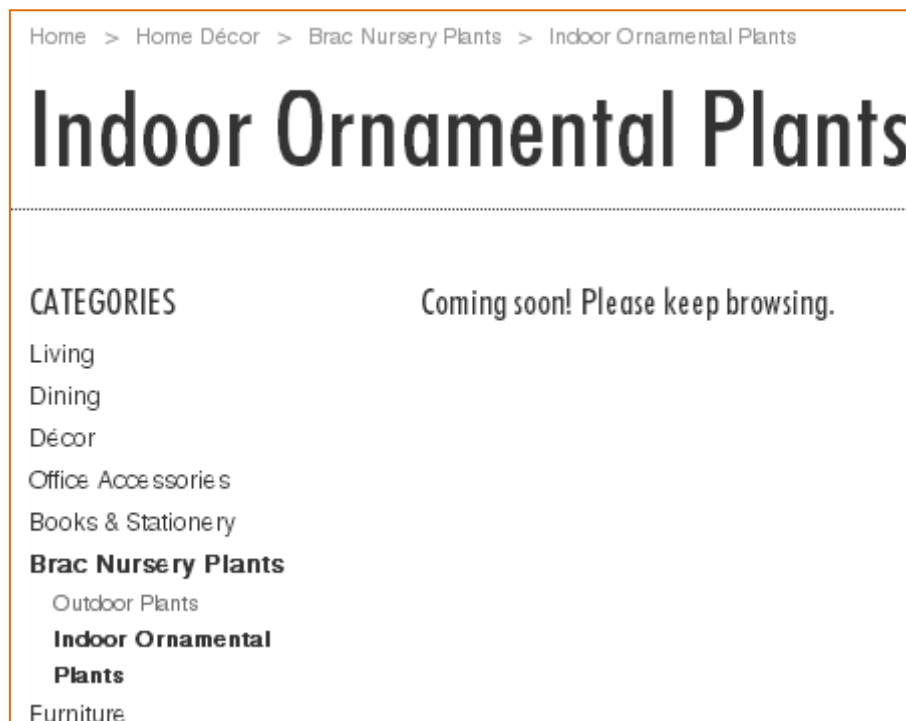 Home > Home Décor > Brac Nursery Plants > Indoor Ornamental Plants
Indoor Ornamental Plants
CATEGORIES
Coming soon! Please keep browsing.
Living
Dining
Décor
Office Accessories
Books & Stationery
Brac Nursery Plants
Outdoor Plants
Indoor Ornamental
Plants
Furniture